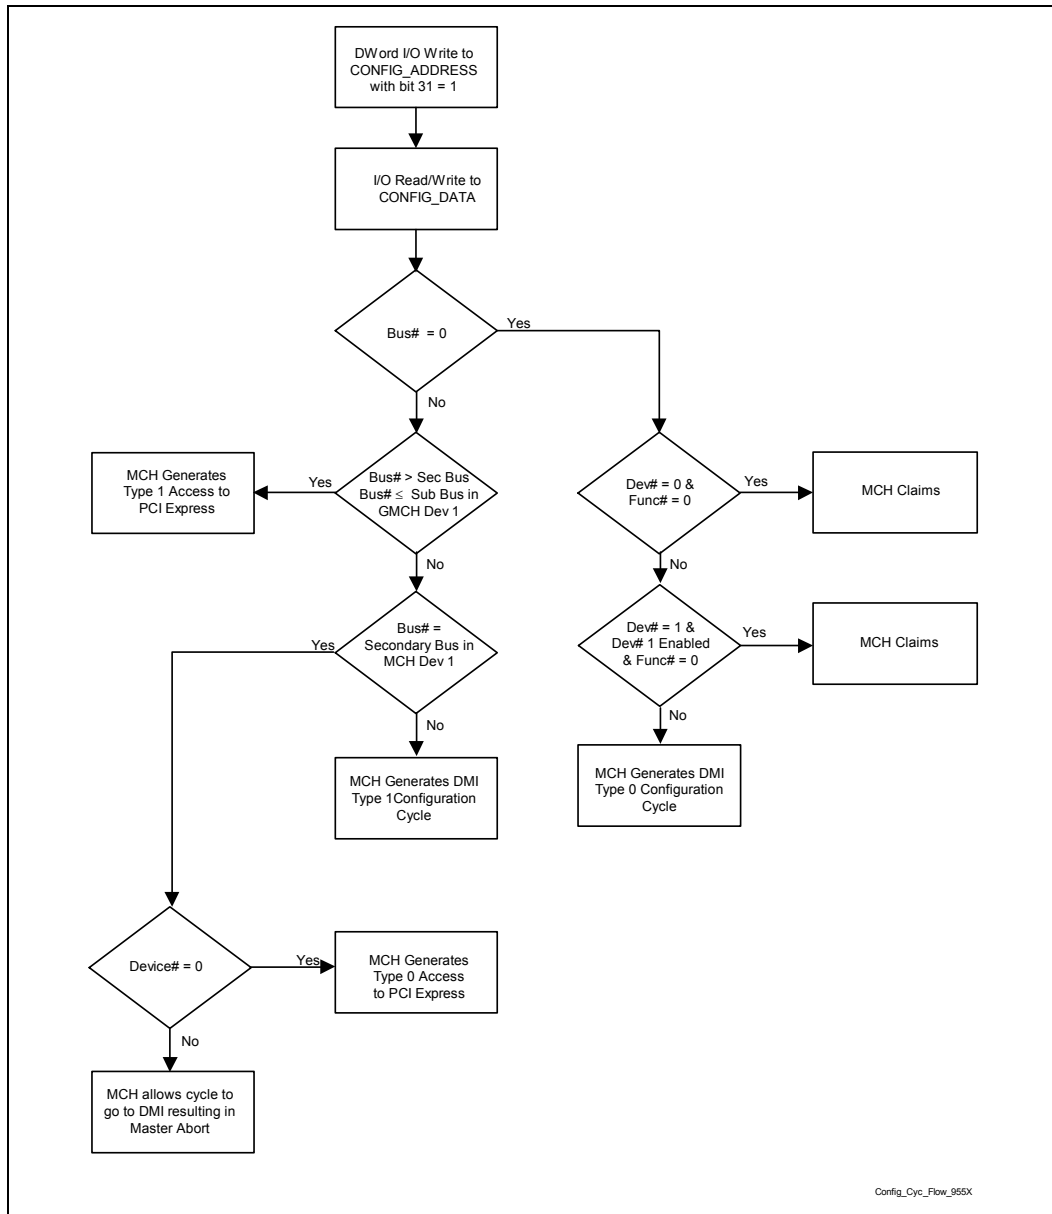 DWord I/O Write to
CONFIG_ADDRESS
with bit 31 = 1
I/O Read/Write to
CONFIG_DATA
Bus# = 0
Yes
No
MCH Generates
Type 1 Access to
PCI Express
Yes
Bus# > Sec Bus
Bus# ≤ Sub Bus in
GMCH Dev 1
Dev# = 0 &
Func# = 0
Yes
MCH Claims
No
No
Yes
Bus# =
Secondary Bus in
MCH Dev 1
Dev# = 1 &
Dev# 1 Enabled
& Func# = 0
Yes
MCH Claims
No
No
MCH Generates DMI
Type 1Configuration
Cycle
MCH Generates DMI
Type 0 Configuration
Cycle
Device# = 0
Yes
MCH Generates
Type 0 Access
to PCI Express
No
MCH allows cycle to
go to DMI resulting in
Master Abort
Config_Cyc_Flow_955X